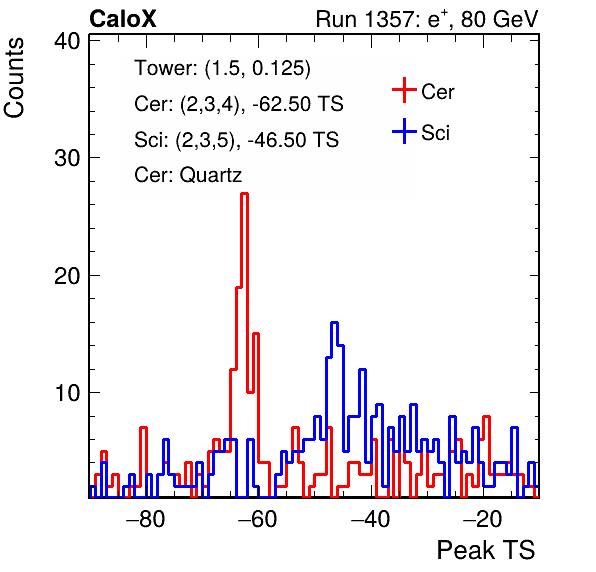 CaloX Run 1357: e⁺, 80 GeV
Counts
40
30
20
10
Tower: (1.5, 0.125)
Cer: (2,3,4), -62.50 TS
Sci: (2,3,5), -46.50 TS
Cer: Quartz
Cer
Sci
−80 −60 −40 −20
Peak TS